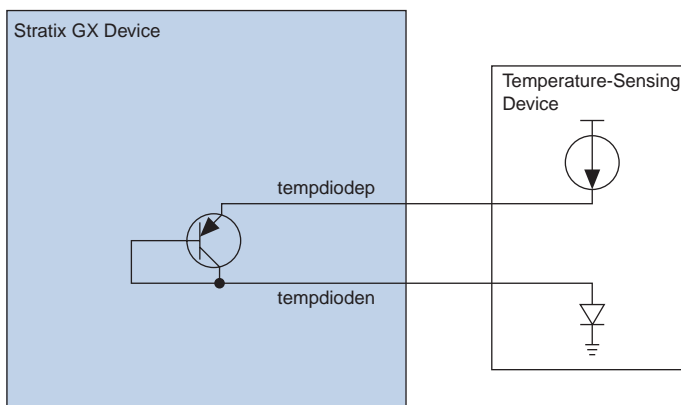 Stratix GX Device
Temperature-Sensing
Device
tempdiodep
tempdioden